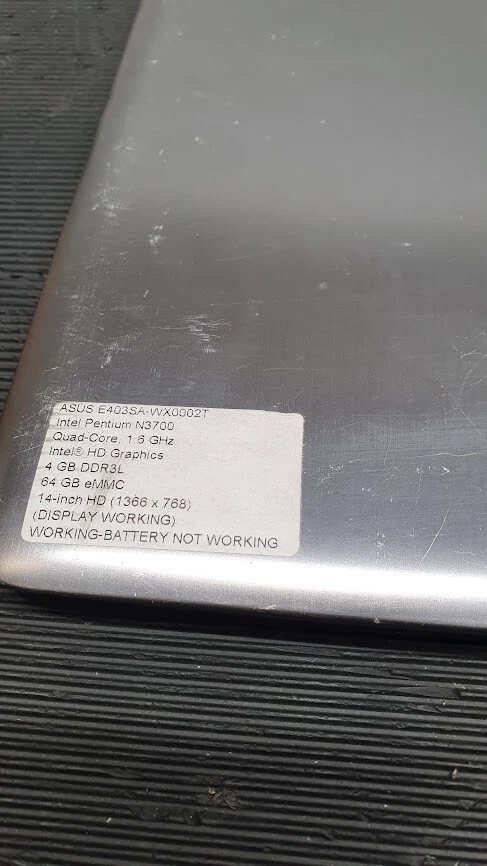 ASUS E403SA-WX0002T
Intel Pentium N3700
Quad-Core, 1.6 GHz
Intel® HD Graphics
4 GB DDR3L
64 GB eMMC
14-inch HD (1366 x 768)
(DISPLAY WORKING)
WORKING-BATTERY NOT WORKING